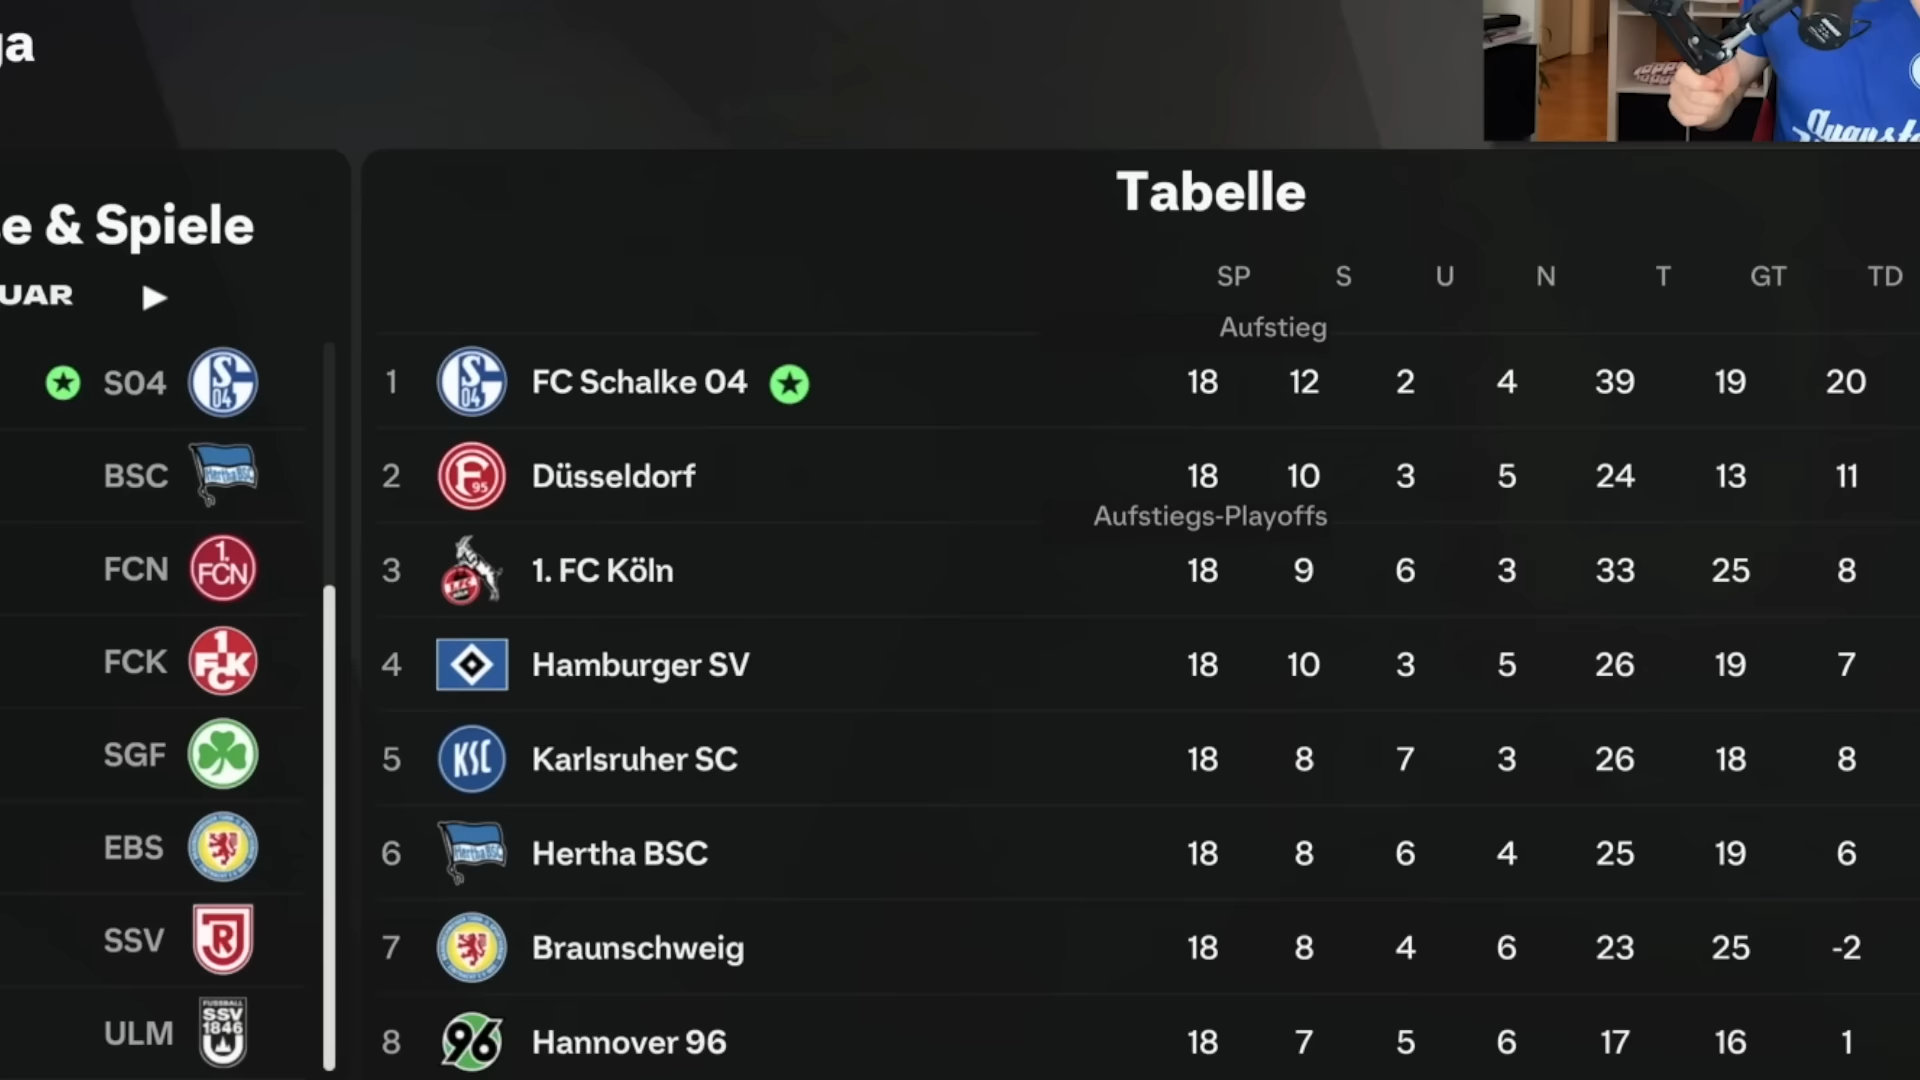 ga
se & Spiele
UAR
S04
BSC
FCN
FCK
SGF
EBS
SSV
ULM
Tabelle
SP S U N T GT TD
Aufstieg
1 FC Schalke 04 18 12 2 4 39 19 20
2 Düsseldorf 18 10 3 5 24 13 11
Aufstiegs-Playoffs
3 1. FC Köln 18 9 6 3 33 25 8
4 Hamburger SV 18 10 3 5 26 19 7
5 Karlsruher SC 18 8 7 3 26 18 8
6 Hertha BSC 18 8 6 4 25 19 6
7 Braunschweig 18 8 4 6 23 25 -2
8 Hannover 96 18 7 5 6 17 16 1